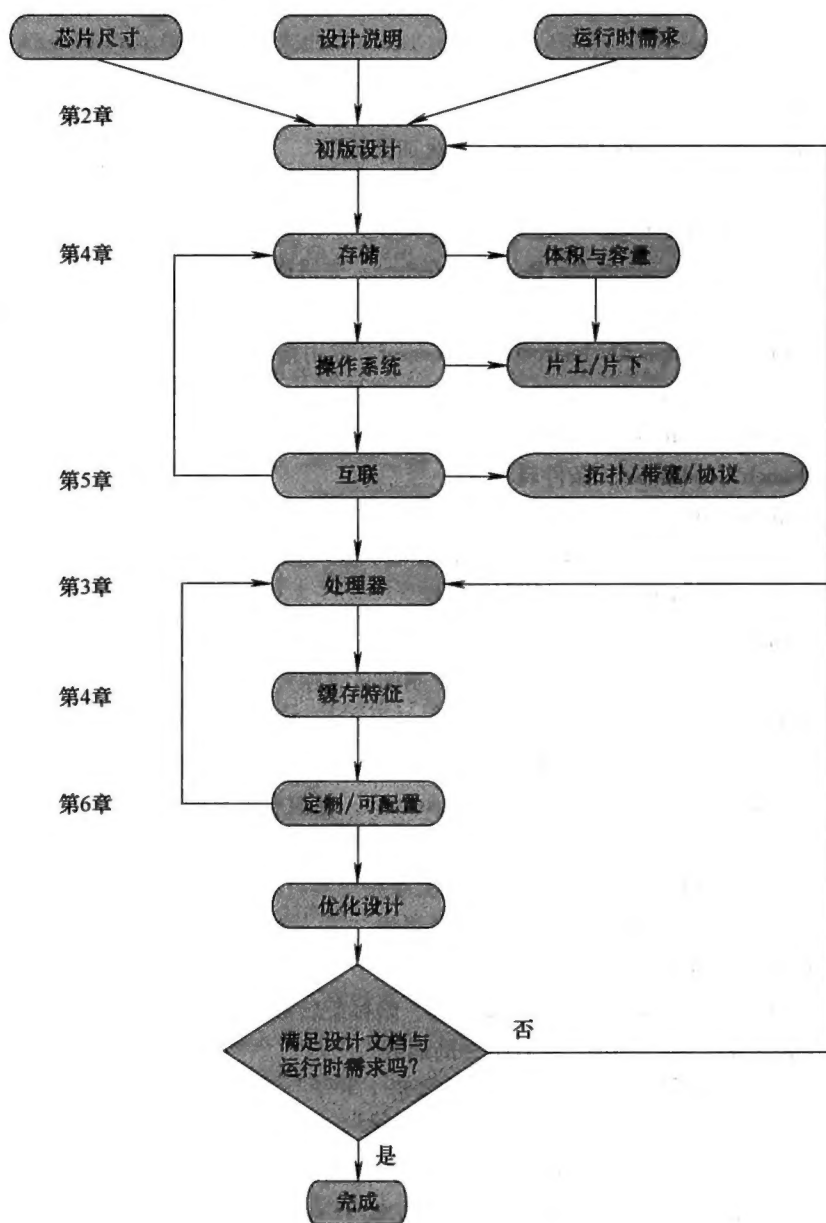 芯片尺寸
设计说明
运行时需求
第2章
初版设计
第4章
存储
体积与容量
操作系统
片上/片下
第5章
互联
拓扑/带宽/协议
第3章
处理器
第4章
缓存特征
第6章
定制/可配置
优化设计
满足设计文档与
运行时需求吗?
否
是
完成